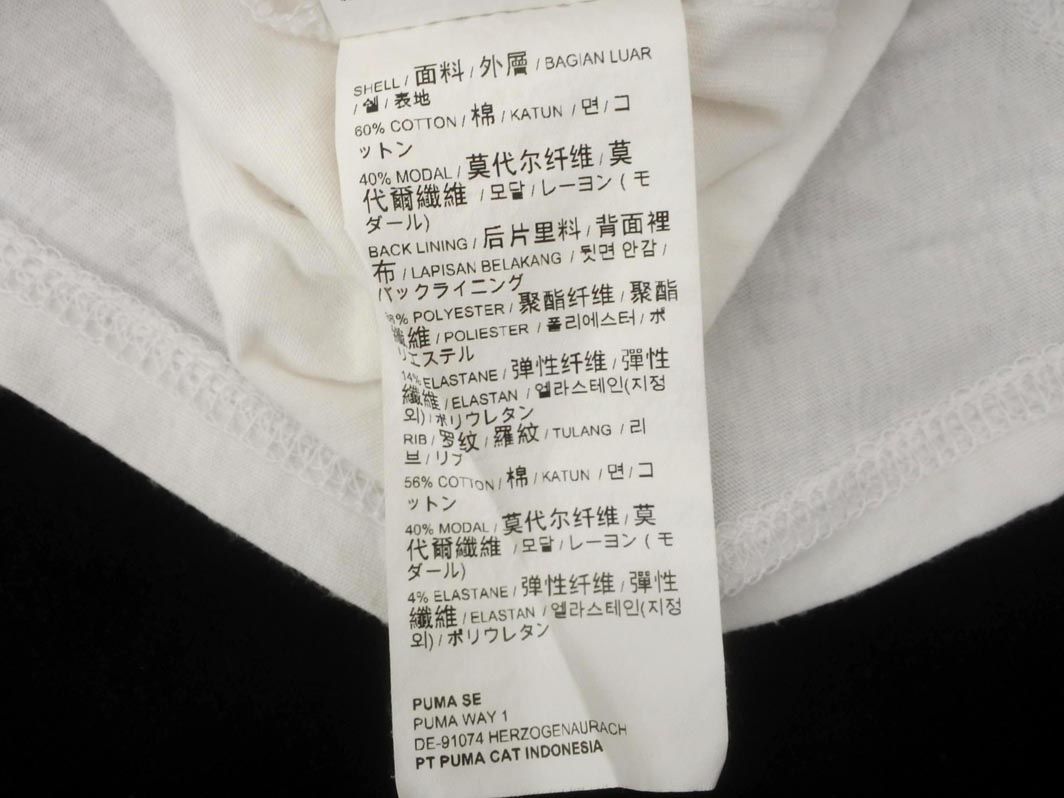 SHELL / 面料 / 外層 / BAGIAN LUAR
/ 쉘 / 表地
60% COTTON / 棉 / KATUN / 면 / コ
ットン
40% MODAL / 莫代尔纤维 / 莫
代爾纖維 / 모달 / レーヨン ( モ
ダール)
BACK LINING / 后片里料 / 背面裡
布 / LAPISAN BELAKANG / 뒷면 안감 /
バックライニング
% POLYESTER / 聚酯纤维 / 聚酯
纖維 / POLIESTER / 폴리에스터 / ポ
リエステル
14% ELASTANE / 弹性纤维 / 彈性
纖維 / ELASTAN / 엘라스테인(지정
외) / ポリウレタン
RIB / 罗纹 / 羅紋 / TULANG / 리
브 / リブ
56% COTTON / 棉 / KATUN / 면 / コ
ットン
40% MODAL / 莫代尔纤维 / 莫
代爾纖維 / 모달 / レーヨン ( モ
ダール)
4% ELASTANE / 弹性纤维 / 彈性
纖維 / ELASTAN / 엘라스테인(지정
외) / ポリウレタン
PUMA SE
PUMA WAY 1
DE-91074 HERZOGENAURACH
PT PUMA CAT INDONESIA